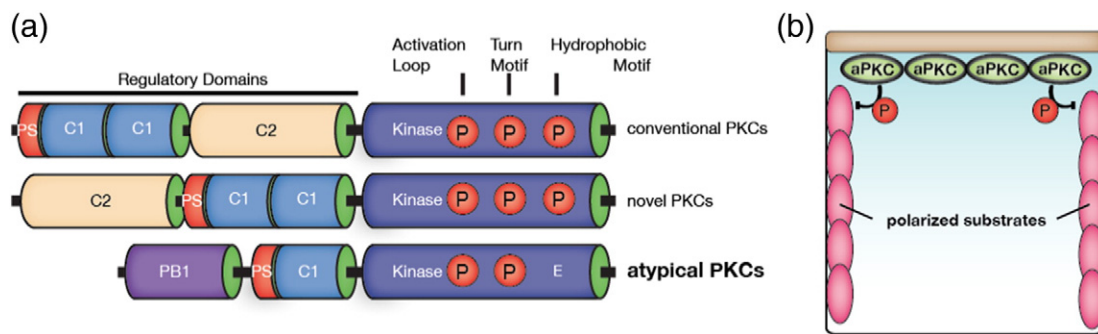 (a)
Regulatory Domains
Activation Loop
Turn Motif
Hydrophobic Motif
PS C1 C1 C2 Kinase P P P conventional PKCs
C2 PS C1 C1 Kinase P P P novel PKCs
PB1 PS C1 Kinase P P E atypical PKCs
(b)
aPKC aPKC aPKC aPKC
P P
polarized substrates